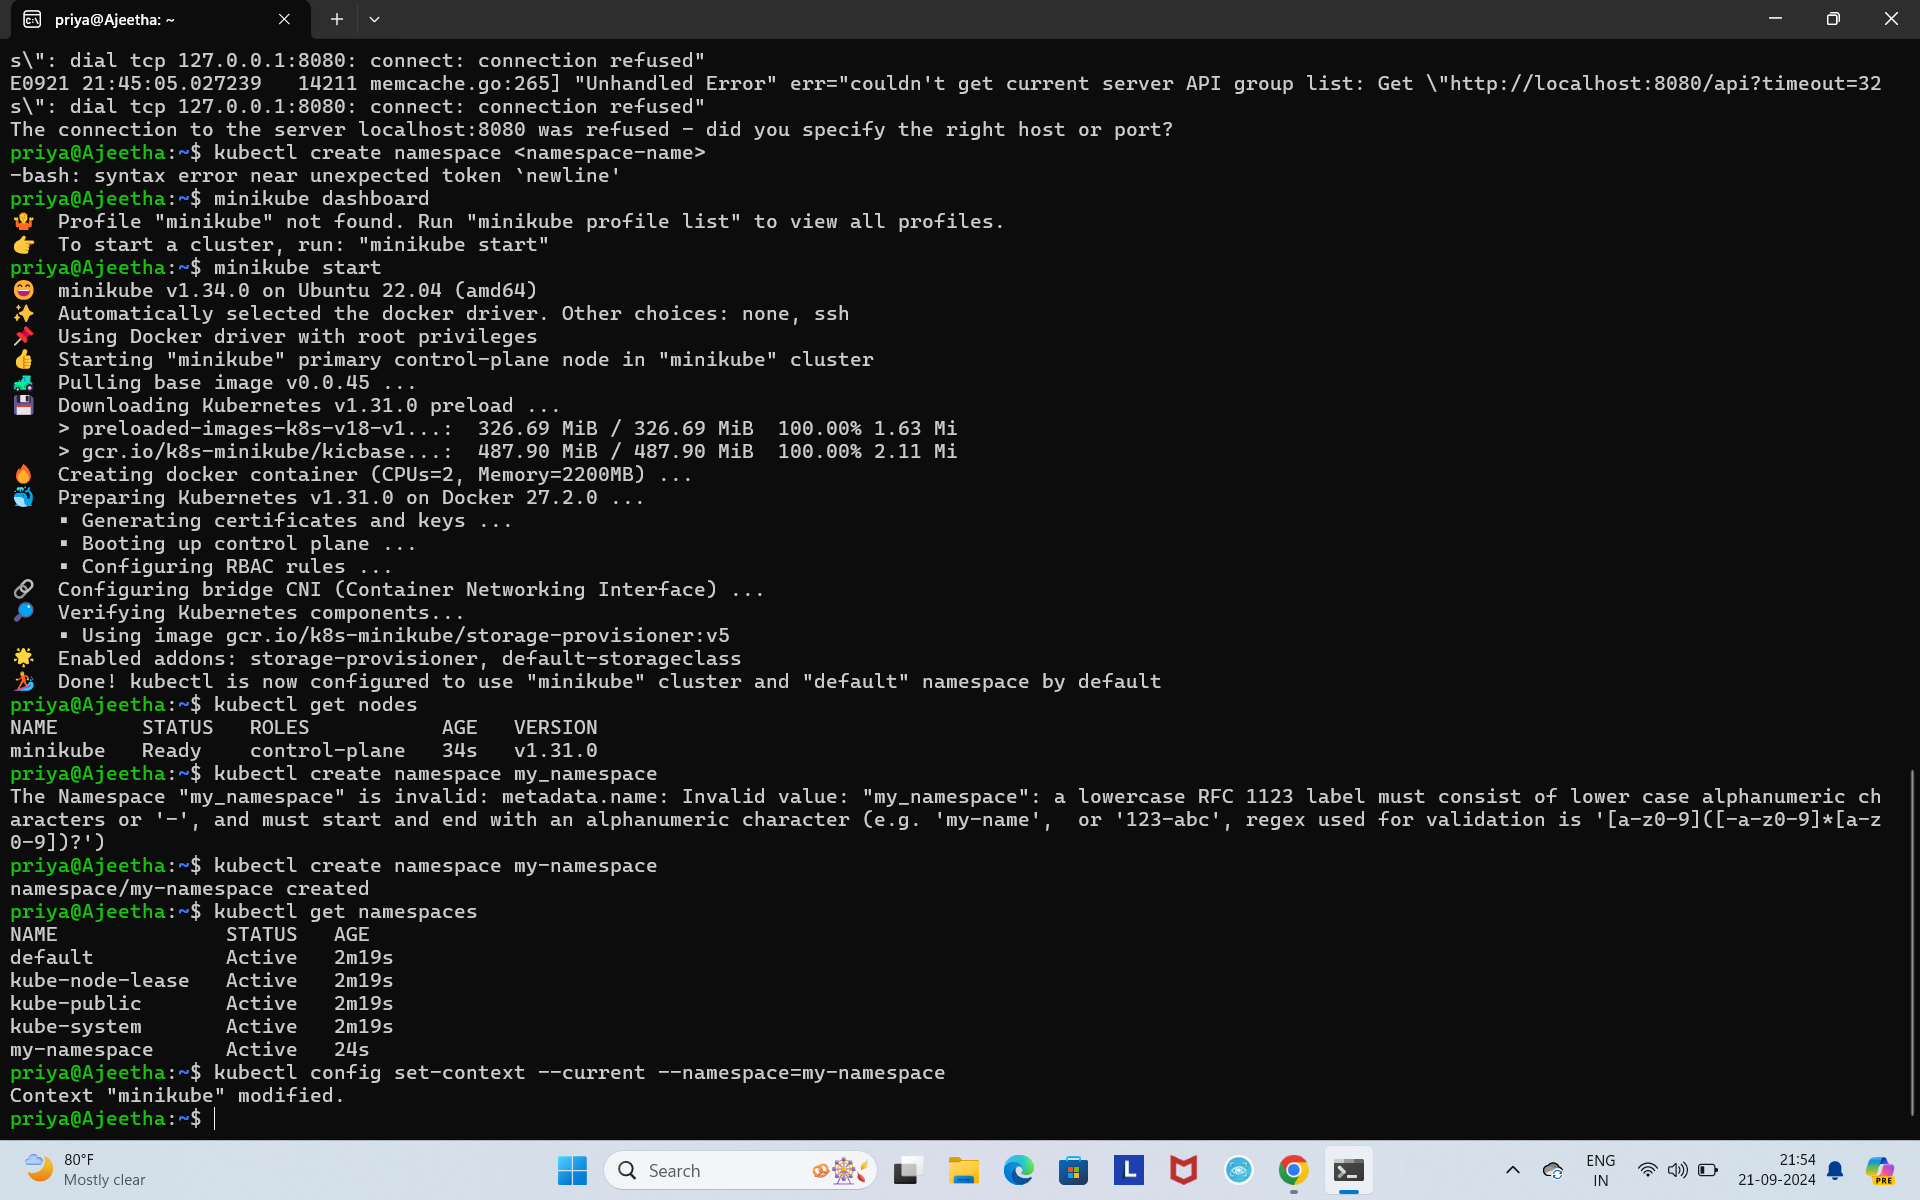 priya@Ajeetha: ~
s\": dial tcp 127.0.0.1:8080: connect: connection refused"
E0921 21:45:05.027239   14211 memcache.go:265] "Unhandled Error" err="couldn't get current server API group list: Get \"http://localhost:8080/api?timeout=32
s\": dial tcp 127.0.0.1:8080: connect: connection refused"
The connection to the server localhost:8080 was refused - did you specify the right host or port?
priya@Ajeetha:~$ kubectl create namespace <namespace-name>
-bash: syntax error near unexpected token `newline'
priya@Ajeetha:~$ minikube dashboard
🤷  Profile "minikube" not found. Run "minikube profile list" to view all profiles.
👉  To start a cluster, run: "minikube start"
priya@Ajeetha:~$ minikube start
😄  minikube v1.34.0 on Ubuntu 22.04 (amd64)
✨  Automatically selected the docker driver. Other choices: none, ssh
📌  Using Docker driver with root privileges
👍  Starting "minikube" primary control-plane node in "minikube" cluster
🚜  Pulling base image v0.0.45 ...
💾  Downloading Kubernetes v1.31.0 preload ...
    > preloaded-images-k8s-v18-v1...:  326.69 MiB / 326.69 MiB  100.00% 1.63 Mi
    > gcr.io/k8s-minikube/kicbase...:  487.90 MiB / 487.90 MiB  100.00% 2.11 Mi
🔥  Creating docker container (CPUs=2, Memory=2200MB) ...
🐳  Preparing Kubernetes v1.31.0 on Docker 27.2.0 ...
    ▪ Generating certificates and keys ...
    ▪ Booting up control plane ...
    ▪ Configuring RBAC rules ...
🔗  Configuring bridge CNI (Container Networking Interface) ...
🔎  Verifying Kubernetes components...
    ▪ Using image gcr.io/k8s-minikube/storage-provisioner:v5
🌟  Enabled addons: storage-provisioner, default-storageclass
🏄  Done! kubectl is now configured to use "minikube" cluster and "default" namespace by default
priya@Ajeetha:~$ kubectl get nodes
NAME       STATUS   ROLES           AGE   VERSION
minikube   Ready    control-plane   34s   v1.31.0
priya@Ajeetha:~$ kubectl create namespace my_namespace
The Namespace "my_namespace" is invalid: metadata.name: Invalid value: "my_namespace": a lowercase RFC 1123 label must consist of lower case alphanumeric ch
aracters or '-', and must start and end with an alphanumeric character (e.g. 'my-name',  or '123-abc', regex used for validation is '[a-z0-9]([-a-z0-9]*[a-z
0-9])?')
priya@Ajeetha:~$ kubectl create namespace my-namespace
namespace/my-namespace created
priya@Ajeetha:~$ kubectl get namespaces
NAME              STATUS   AGE
default           Active   2m19s
kube-node-lease   Active   2m19s
kube-public       Active   2m19s
kube-system       Active   2m19s
my-namespace      Active   24s
priya@Ajeetha:~$ kubectl config set-context --current --namespace=my-namespace
Context "minikube" modified.
priya@Ajeetha:~$
80°F
Mostly clear
Search
L
ENG
IN
21:54
21-09-2024
PRE